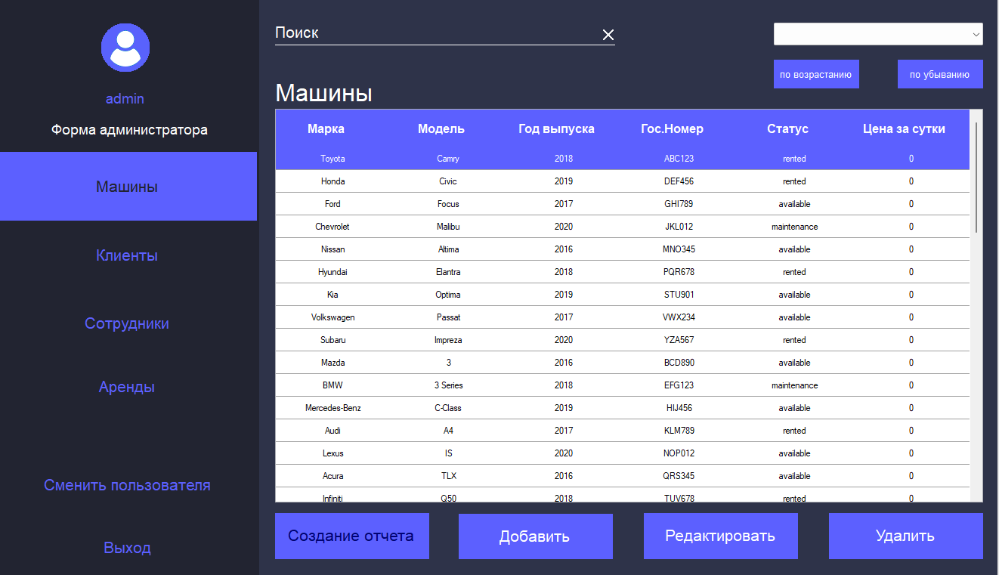 admin
Форма администратора
Машины
Клиенты
Сотрудники
Аренды
Сменить пользователя
Выход
Поиск
по возрастанию по убыванию
Машины
Марка Модель Год выпуска Гос.Номер Статус Цена за сутки
Toyota Camry 2018 ABC123 rented 0
Honda Civic 2019 DEF456 rented 0
Ford Focus 2017 GHI789 available 0
Chevrolet Malibu 2020 JKL012 maintenance 0
Nissan Altima 2016 MNO345 available 0
Hyundai Elantra 2018 PQR678 rented 0
Kia Optima 2019 STU901 available 0
Volkswagen Passat 2017 VWX234 available 0
Subaru Impreza 2020 YZA567 rented 0
Mazda 3 2016 BCD890 available 0
BMW 3 Series 2018 EFG123 maintenance 0
Mercedes-Benz C-Class 2019 HIJ456 available 0
Audi A4 2017 KLM789 rented 0
Lexus IS 2020 NOP012 available 0
Acura TLX 2016 QRS345 available 0
Infiniti Q50 2018 TUV678 rented 0
Создание отчета Добавить Редактировать Удалить